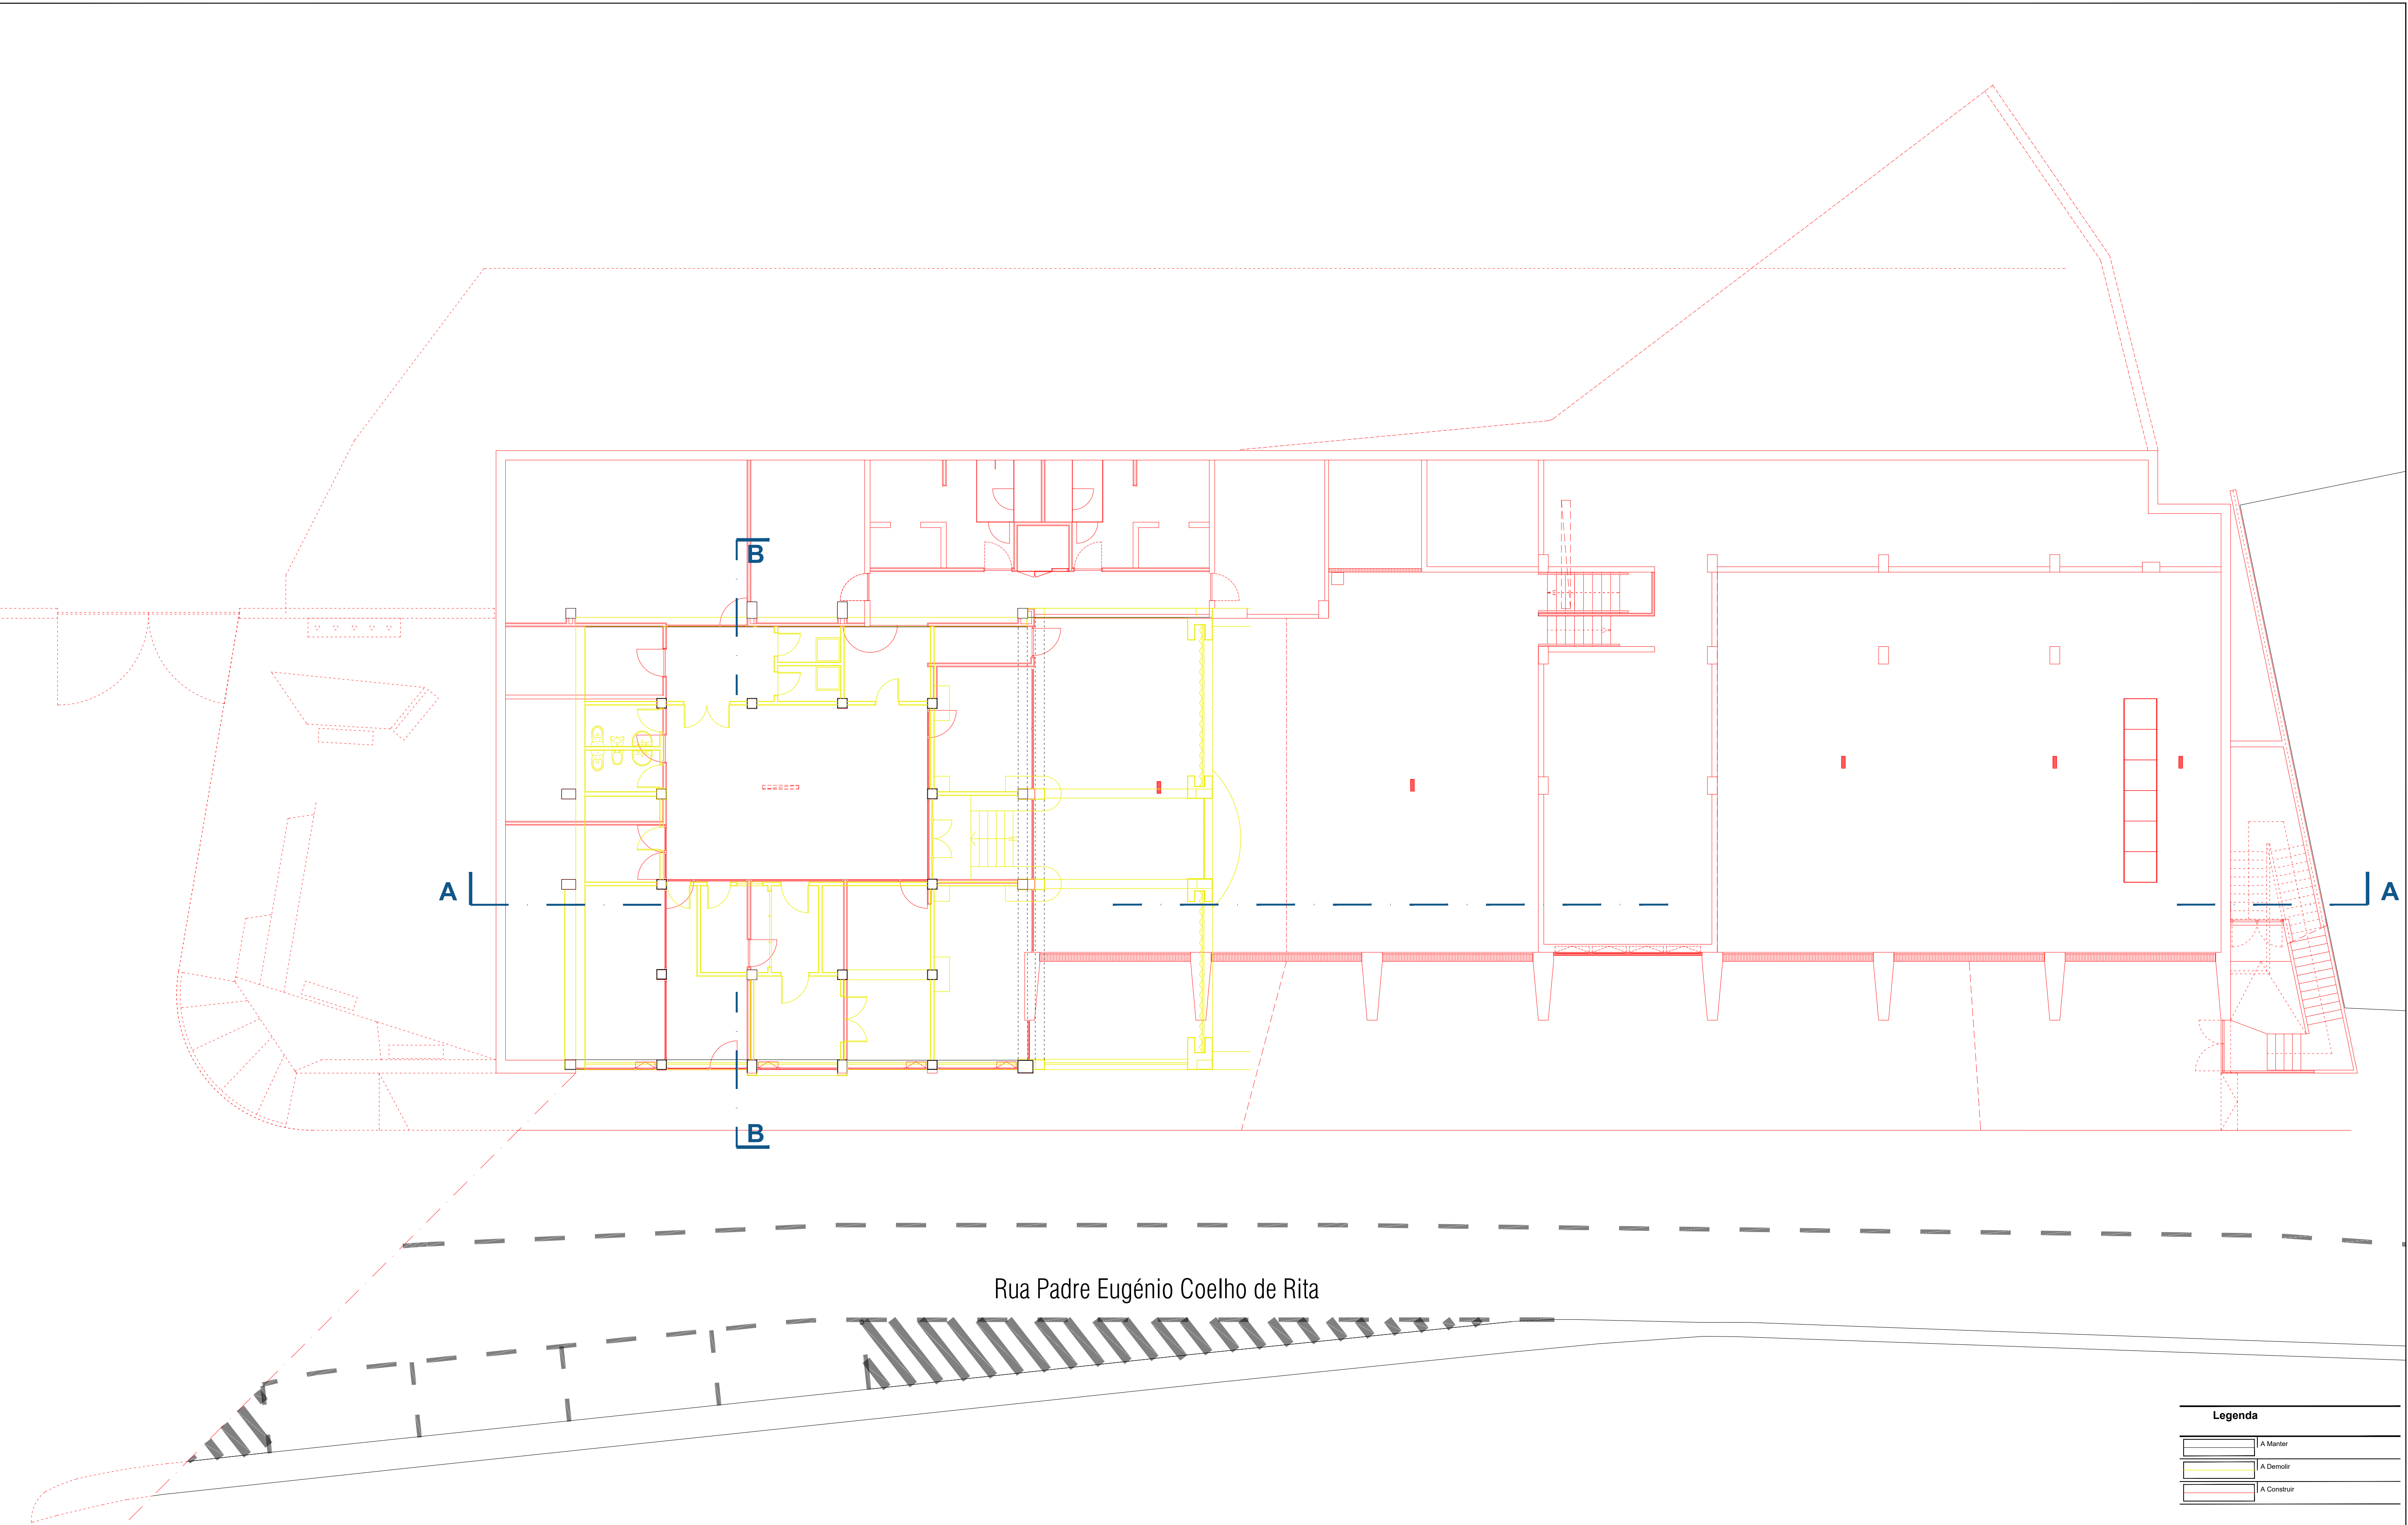 B
A
A
B
Rua Padre Eugénio Coelho de Rita
Legenda
A Manter
A Demolir
A Construir